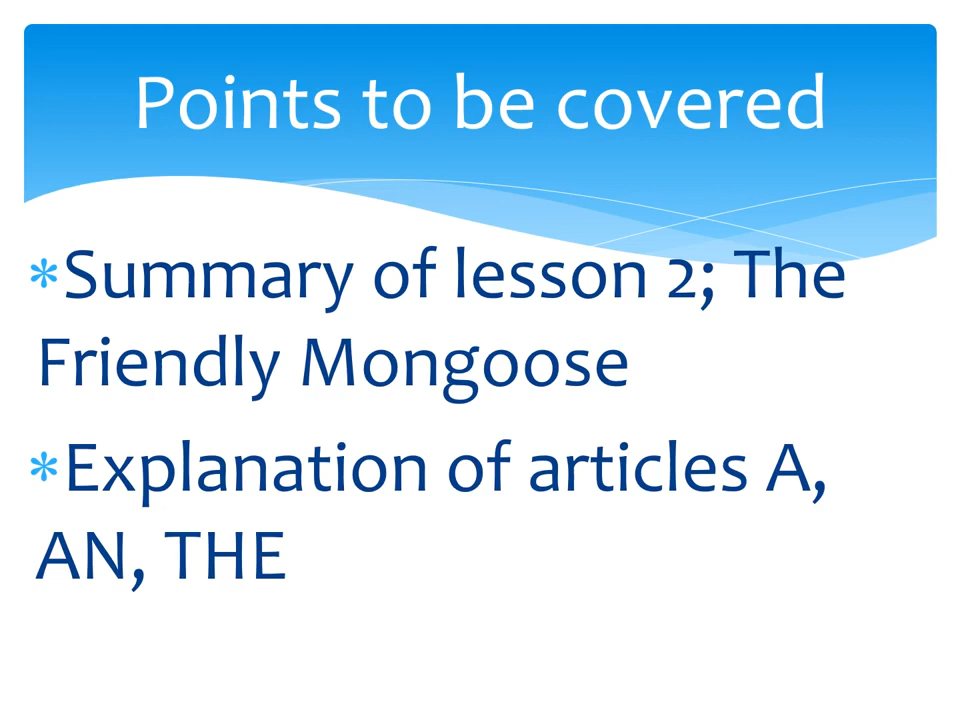 Points to be covered
*Summary of lesson 2; The
Friendly Mongoose
*Explanation of articles A,
AN, THE